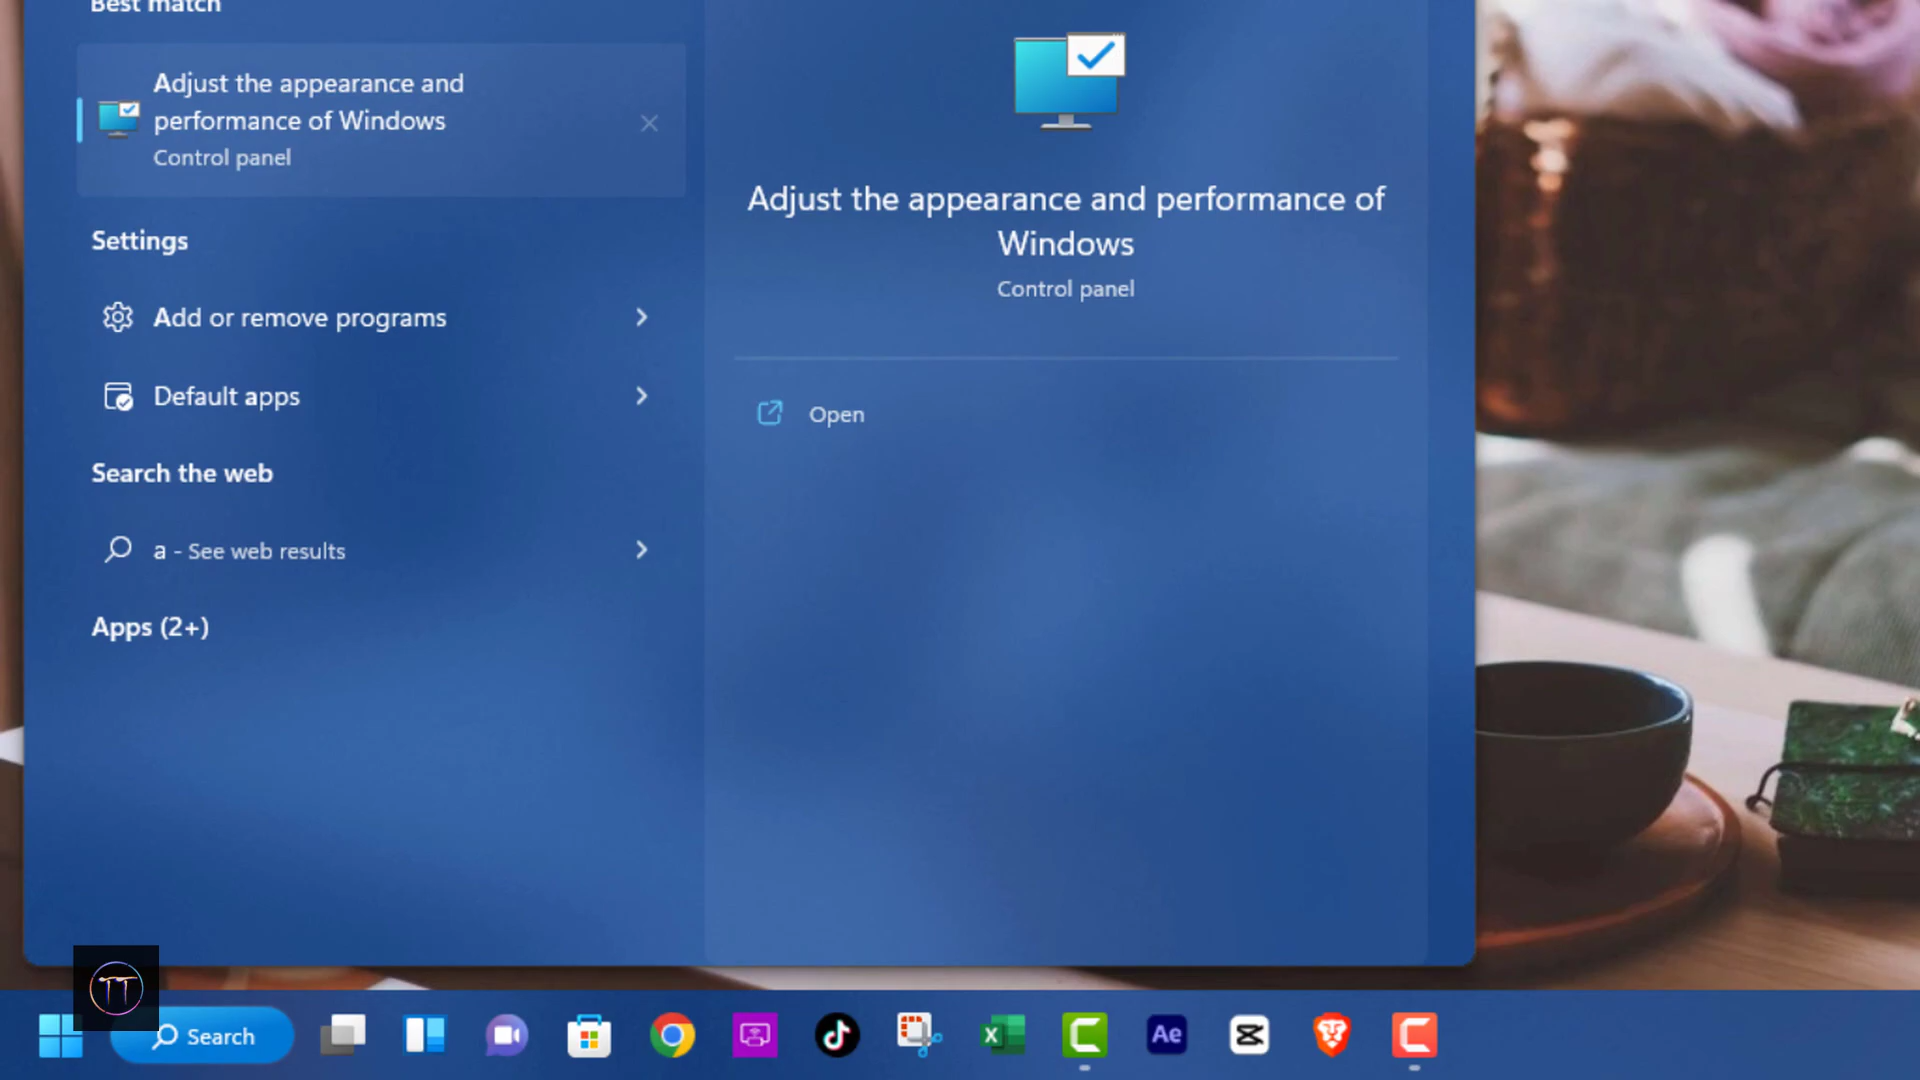 Best match
Adjust the appearance and
performance of Windows
Control panel
Settings
Add or remove programs
Default apps
Search the web
a - See web results
Apps (2+)
Adjust the appearance and performance of
Windows
Control panel
Open
TT
Search
Ae